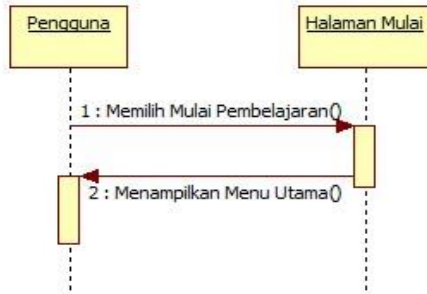 Pengguna
Halaman Mulai
1 : Memilih Mulai Pembelajaran()
2 : Menampilkan Menu Utama()